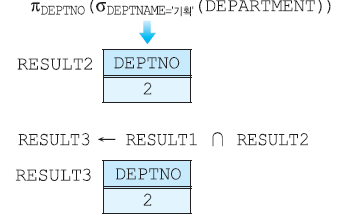 πDEPTNO(σDEPTNAME='기획'(DEPARTMENT))
RESULT2 DEPTNO
2
RESULT3 ← RESULT1 ∩ RESULT2
RESULT3 DEPTNO
2